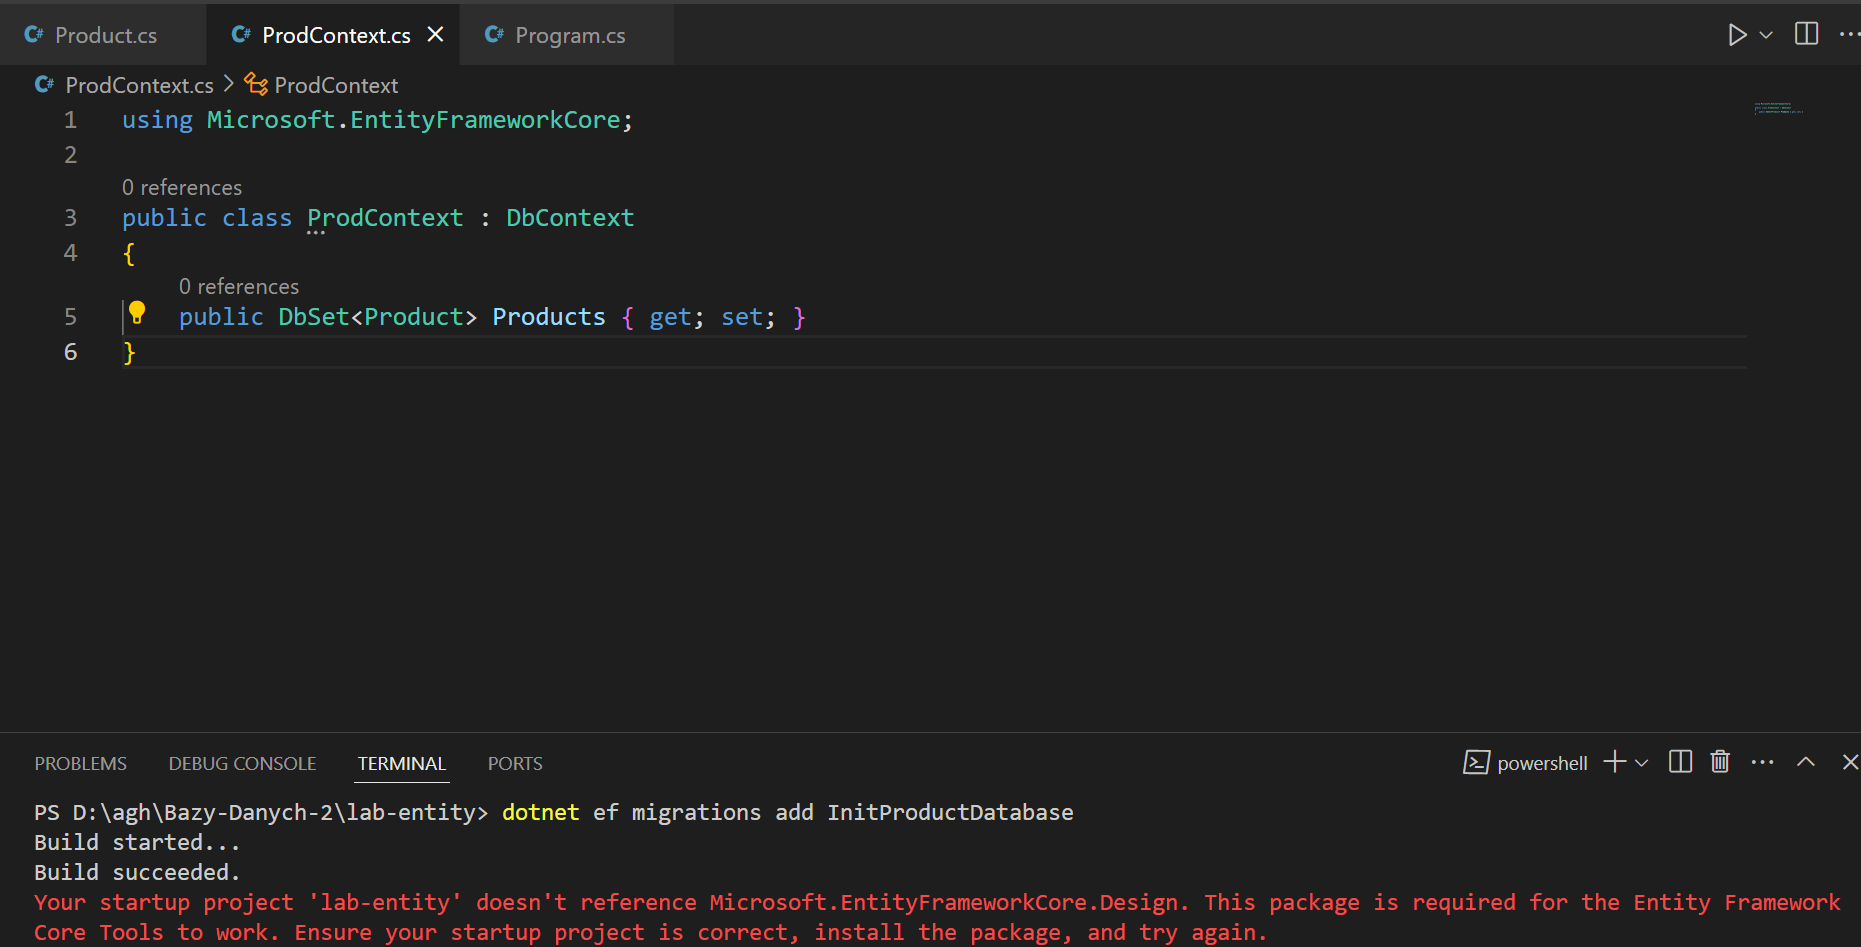 Product.cs
ProdContext.cs
Program.cs
ProdContext.cs > ProdContext
1 using Microsoft.EntityFrameworkCore;
2
0 references
3 public class ProdContext : DbContext
4 {
0 references
5 public DbSet<Product> Products { get; set; }
6 }
PROBLEMS DEBUG CONSOLE TERMINAL PORTS powershell
PS D:\agh\Bazy-Danych-2\lab-entity> dotnet ef migrations add InitProductDatabase
Build started...
Build succeeded.
Your startup project 'lab-entity' doesn't reference Microsoft.EntityFrameworkCore.Design. This package is required for the Entity Framework
Core Tools to work. Ensure your startup project is correct, install the package, and try again.